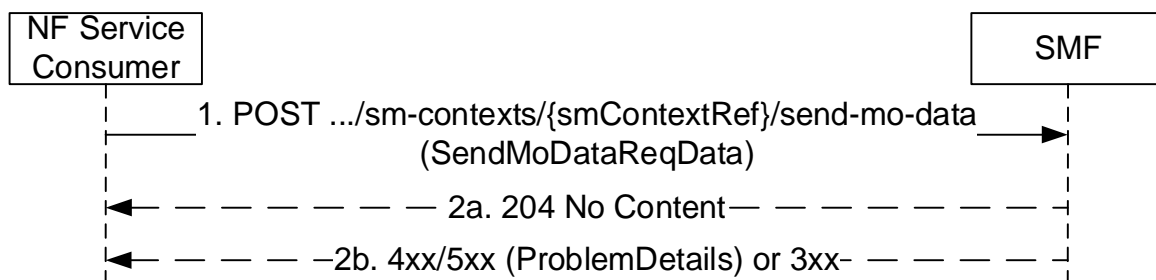 NF Service
Consumer
SMF
1. POST .../sm-contexts/{smContextRef}/send-mo-data
(SendMoDataReqData)
2a. 204 No Content
2b. 4xx/5xx (ProblemDetails) or 3xx